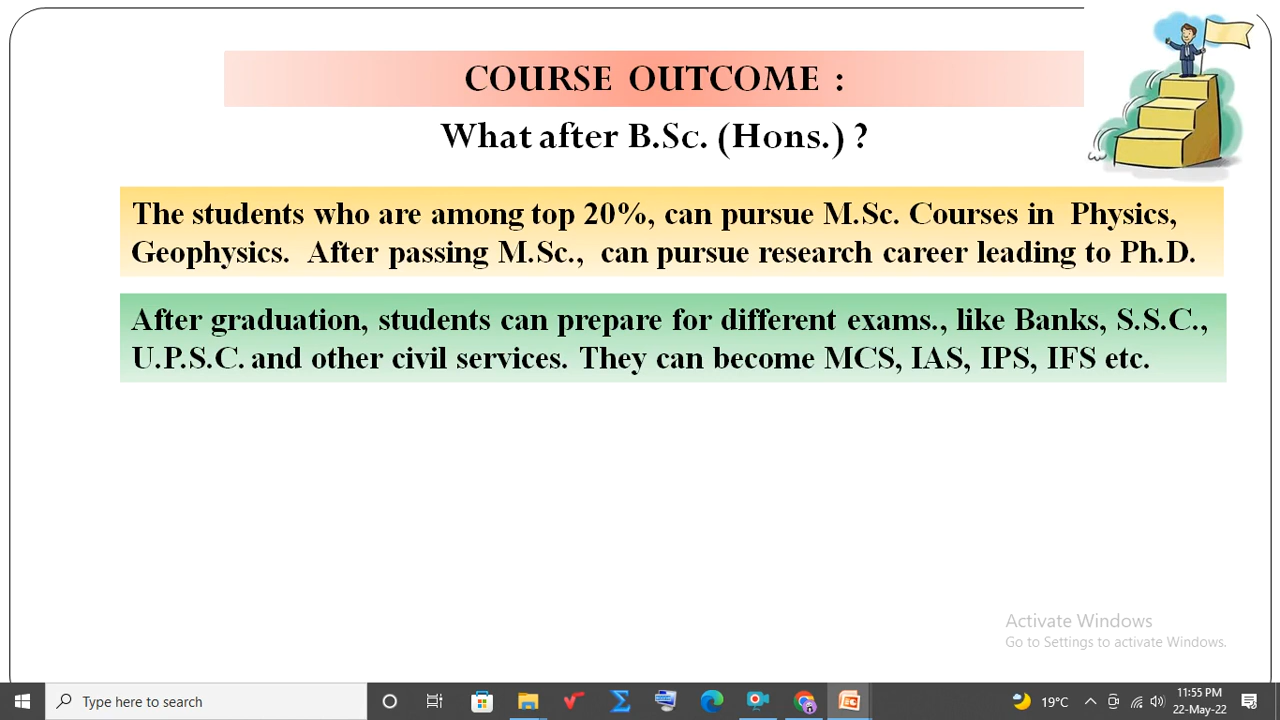 COURSE OUTCOME :
What after B.Sc. (Hons.) ?
The students who are among top 20%, can pursue M.Sc. Courses in Physics,
Geophysics. After passing M.Sc., can pursue research career leading to Ph.D.
After graduation, students can prepare for different exams., like Banks, S.S.C.,
U.P.S.C. and other civil services. They can become MCS, IAS, IPS, IFS etc.
Activate Windows
Go to Settings to activate Windows.
Type here to search
19°C
11:55 PM
22-May-22